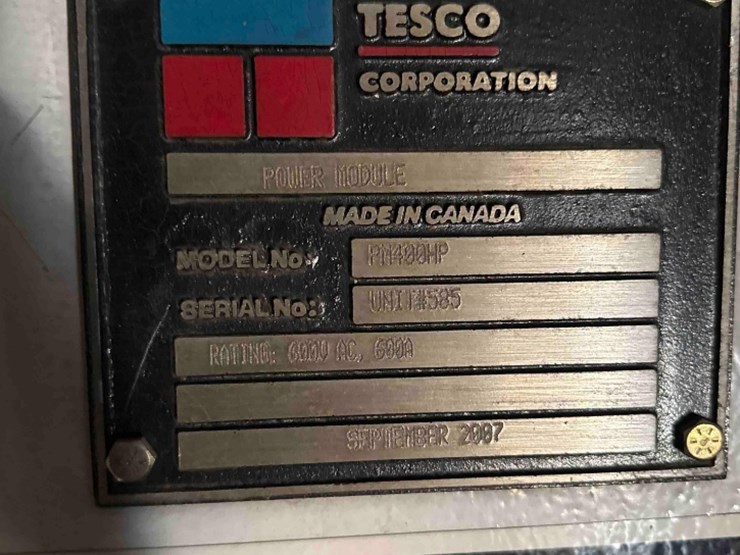 TESCO
CORPORATION
POWER MODULE
MADE IN CANADA
MODEL No: PM400HP
SERIAL No: UNIT#585
RATING: 600V AC, 600A
SEPTEMBER 2007